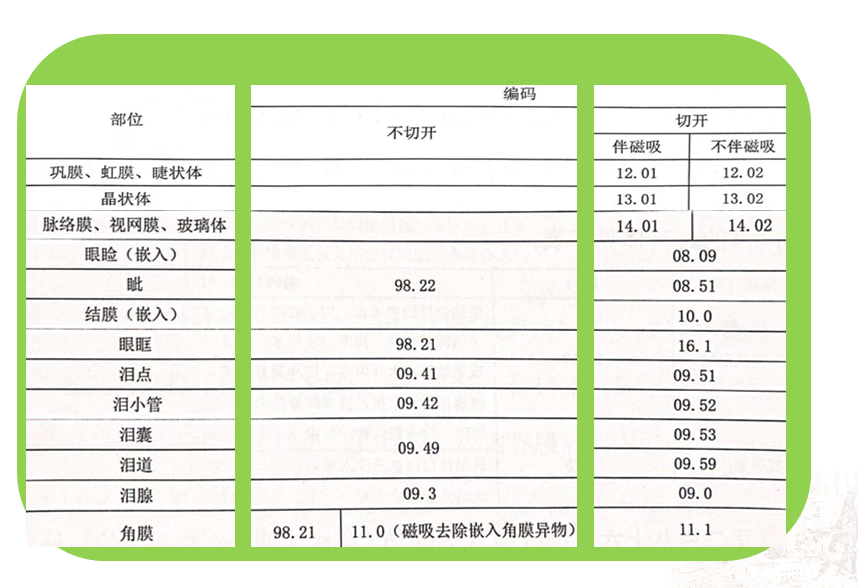 编码
部位 不切开 切开
伴磁吸 不伴磁吸
巩膜、虹膜、睫状体 12.01 12.02
晶状体 13.01 13.02
脉络膜、视网膜、玻璃体 14.01 14.02
眼睑（嵌入） 08.09
眦 98.22 08.51
结膜（嵌入） 10.0
眼眶 98.21 16.1
泪点 09.41 09.51
泪小管 09.42 09.52
泪囊 09.49 09.53
泪道 09.59
泪腺 09.3 09.0
角膜 98.21 11.0（磁吸去除嵌入角膜异物） 11.1